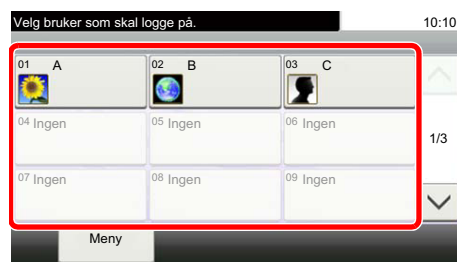 Velg bruker som skal logge på. 10:10
01 A 02 B 03 C
04 Ingen 05 Ingen 06 Ingen
1/3
07 Ingen 08 Ingen 09 Ingen
Meny